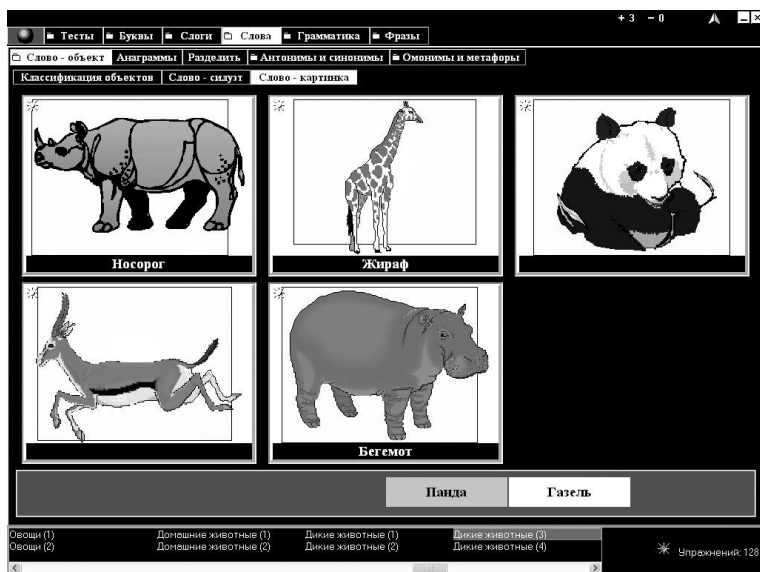 + 3 - 0
Тесты Буквы Слоги Слова Грамматика Фразы
Слово - объект Анаграммы Разделить Антонимы и синонимы Омонимы и метафоры
Классификация объектов Слово - силуэт Слово - картинка
Носорог Жираф
Бегемот
Панда Газель
Овощи (1) Домашние животные (1) Дикие животные (1) Дикие животные (3)
Овощи (2) Домашние животные (2) Дикие животные (2) Дикие животные (4)
Упражнений: 128